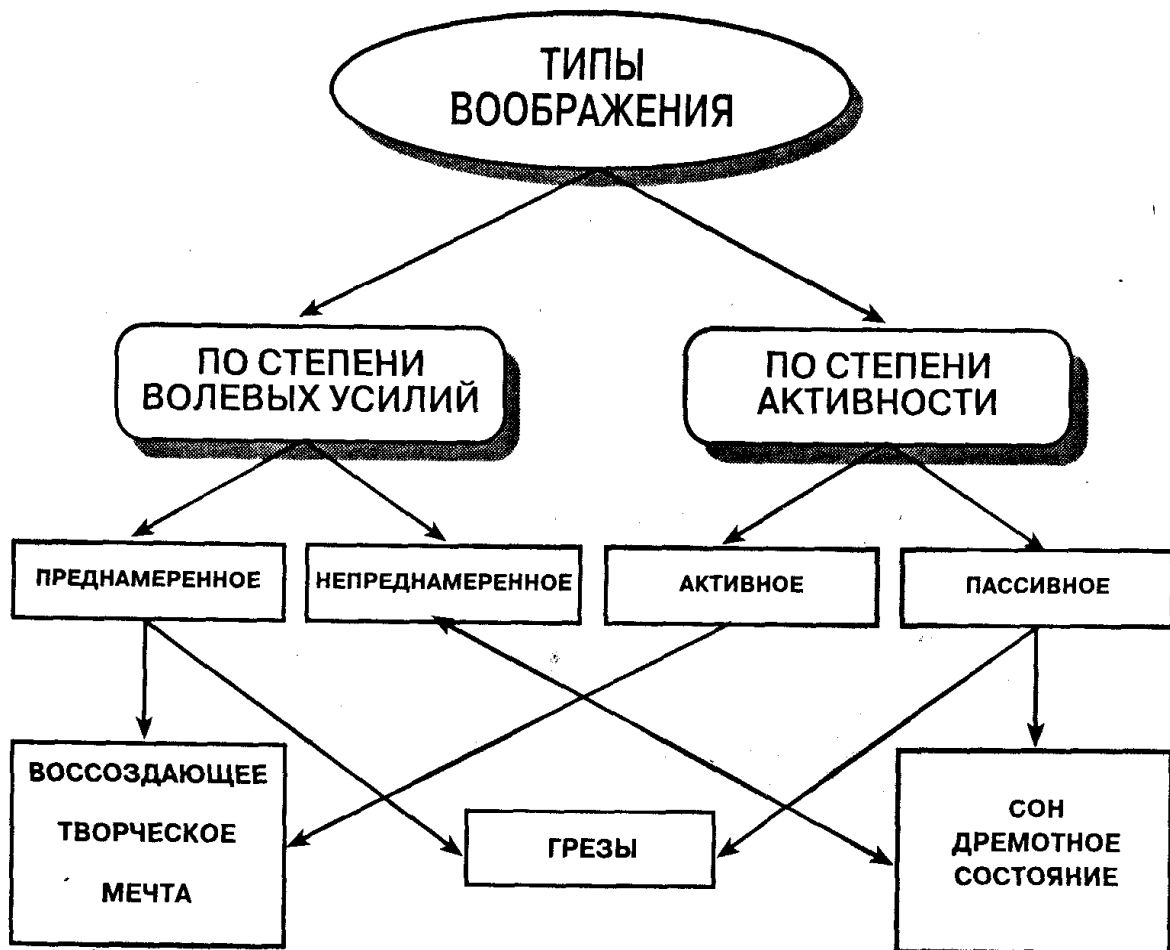 ТИПЫ
ВООБРАЖЕНИЯ
ПО СТЕПЕНИ
ВОЛЕВЫХ УСИЛИЙ
ПО СТЕПЕНИ
АКТИВНОСТИ
ПРЕДНАМЕРЕННОЕ
НЕПРЕДНАМЕРЕННОЕ
АКТИВНОЕ
ПАССИВНОЕ
ВОССОЗДАЮЩЕЕ
ТВОРЧЕСКОЕ
МЕЧТА
ГРЕЗЫ
СОН
ДРЕМОТНОЕ
СОСТОЯНИЕ